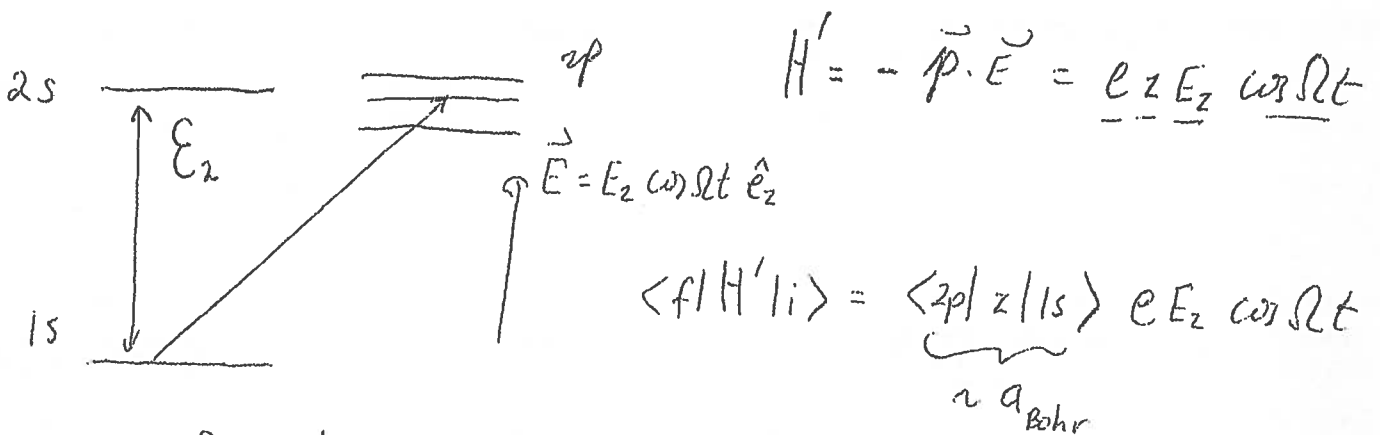 2p
H' = - p⃗ · E⃗ = e z E_z cos Ωt
2s
ℰ_2
E⃗ = E_z cos Ωt ê_z
<f|H'|i> = <2p|z|1s> e E_z cos Ωt
1s
~ a_Bohr